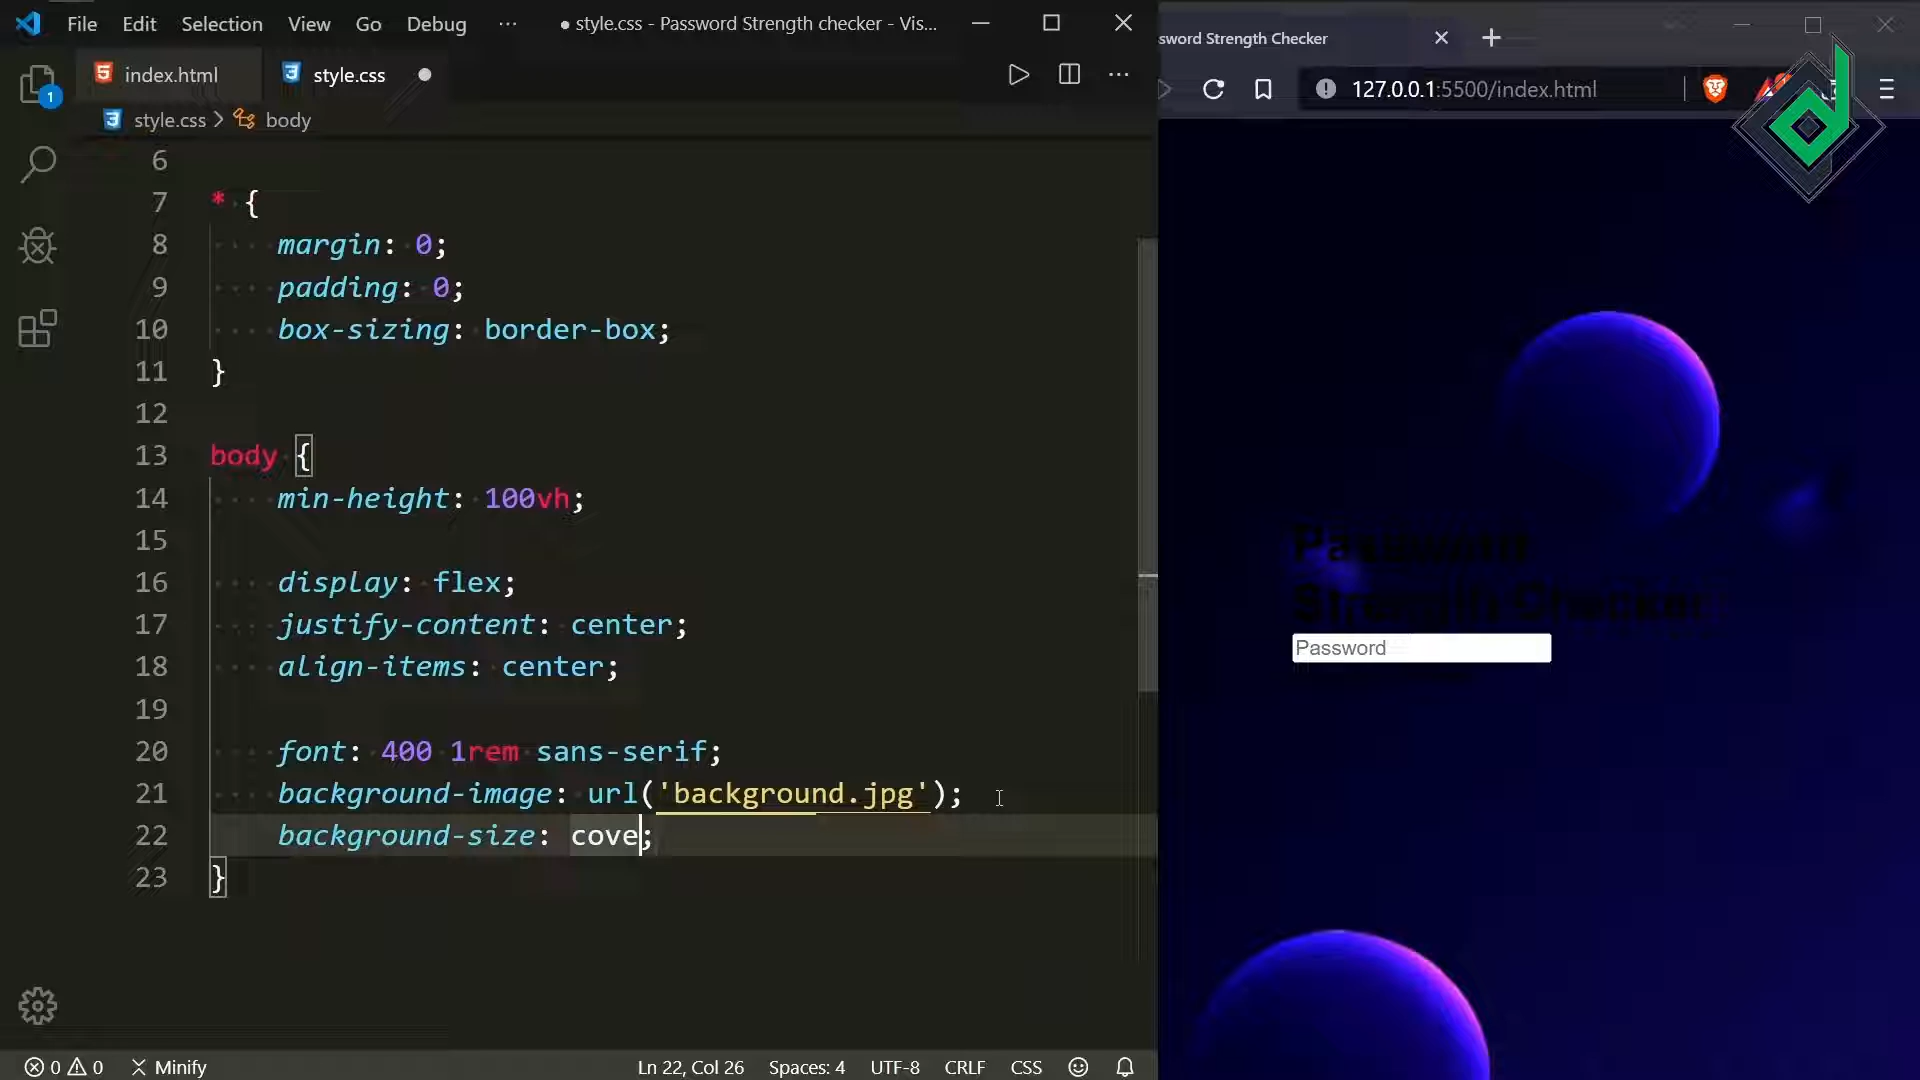 File Edit Selection View Go Debug ··· ● style.css - Password Strength checker - Vis...
index.html style.css
style.css > body
6
7 * {
8 margin: 0;
9 padding: 0;
10 box-sizing: border-box;
11 }
12
13 body {
14 min-height: 100vh;
15
16 display: flex;
17 justify-content: center;
18 align-items: center;
19
20 font: 400 1rem sans-serif;
21 background-image: url('background.jpg');
22 background-size: cove;
23 }
1
0 0 Minify Ln 22, Col 26 Spaces: 4 UTF-8 CRLF CSS
sword Strength Checker
127.0.0.1:5500/index.html
Password
Strength Checker
Password